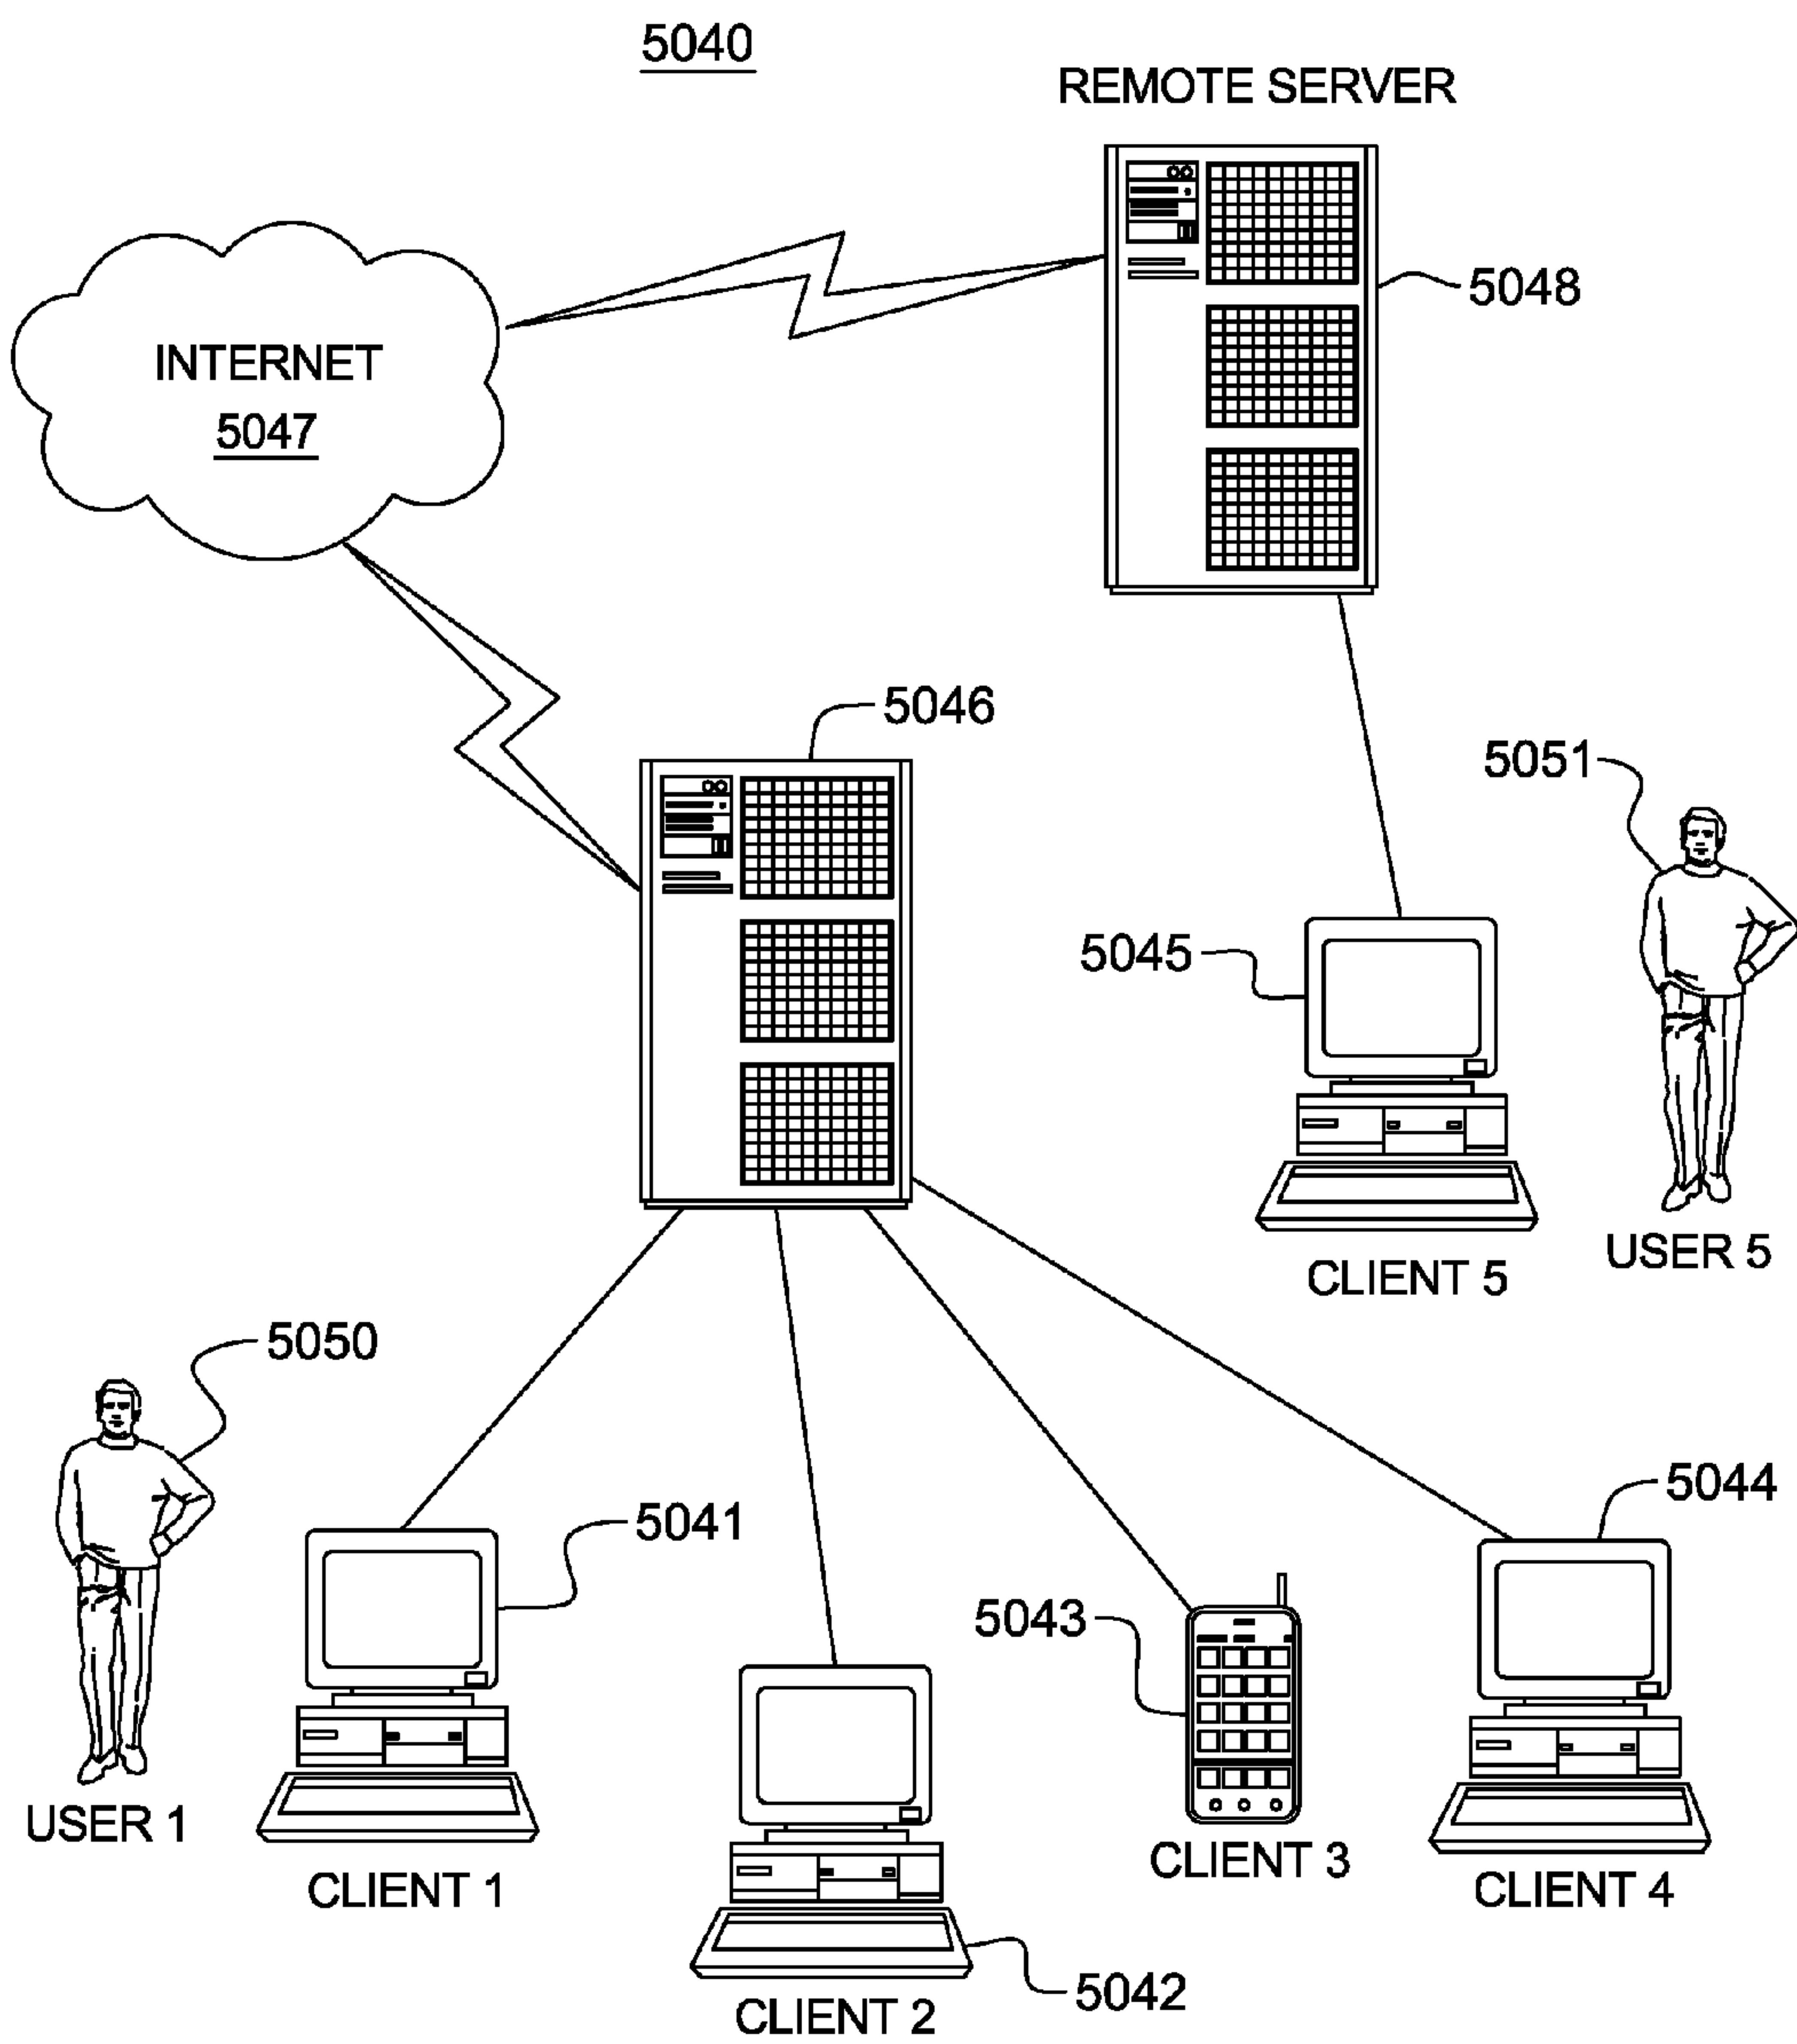 5040
REMOTE SERVER
5048
INTERNET
5047
5046
5051
5045
USER 5
CLIENT 5
5050
5044
5041
5043
USER 1
CLIENT 3
CLIENT 1
CLIENT 4
5042
CLIENT 2